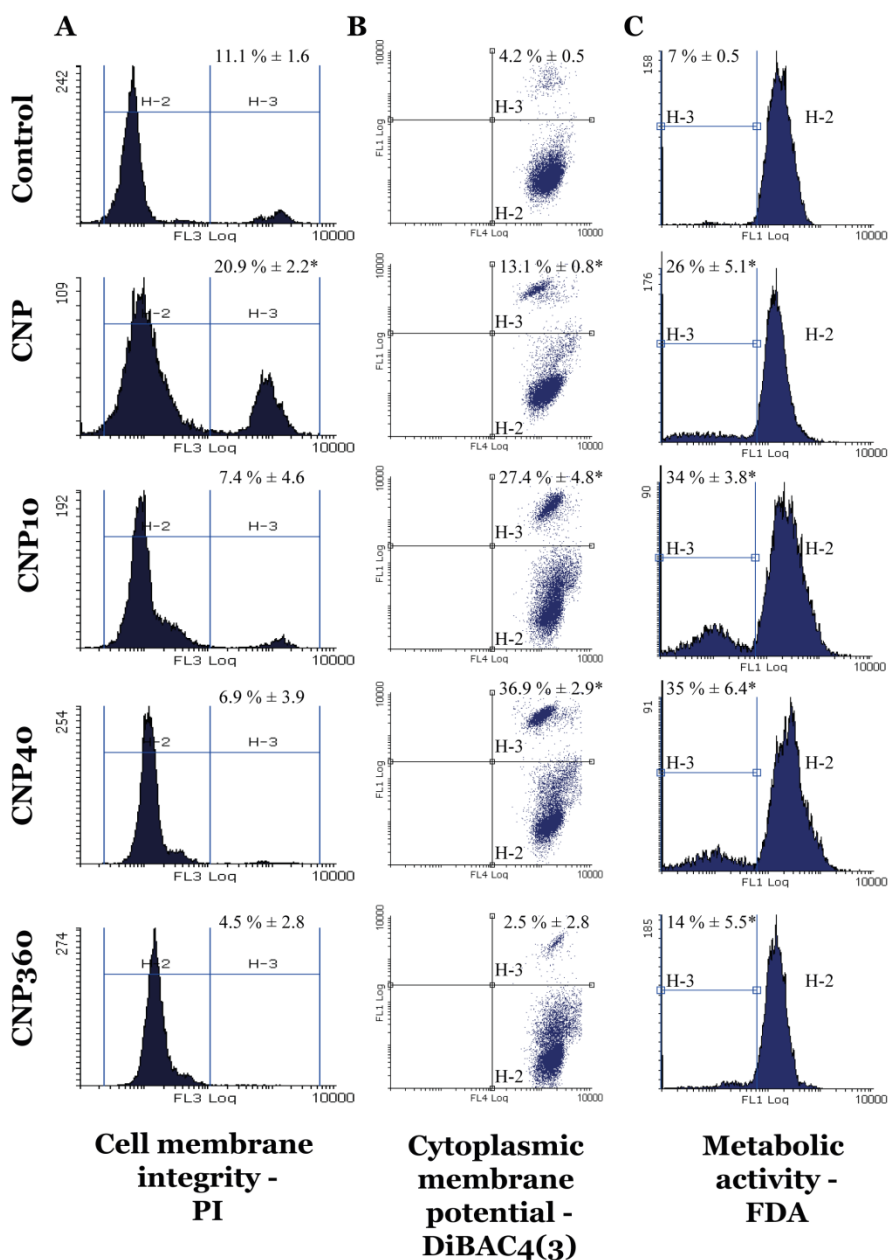 A
B
C
Control
11.1 % ± 1.6
242
H-2
H-3
FL3 Log
10000
4.2 % ± 0.5
10000
FL1 Log
H-3
H-2
FL4 Log
10000
7 % ± 0.5
158
H-3
H-2
FL1 Log
10000
CNP
20.9 % ± 2.2*
109
H-2
H-3
FL3 Log
10000
13.1 % ± 0.8*
10000
FL1 Log
H-3
H-2
FL4 Log
10000
26 % ± 5.1*
176
H-3
H-2
FL1 Log
10000
CNP10
7.4 % ± 4.6
192
H-2
H-3
FL3 Log
10000
27.4 % ± 4.8*
10000
FL1 Log
H-3
H-2
FL4 Log
10000
34 % ± 3.8*
90
H-3
H-2
FL1 Log
10000
CNP40
6.9 % ± 3.9
254
H-2
H-3
FL3 Log
10000
36.9 % ± 2.9*
10000
FL1 Log
H-3
H-2
FL4 Log
10000
35 % ± 6.4*
91
H-3
H-2
FL1 Log
10000
CNP360
4.5 % ± 2.8
274
H-2
H-3
FL3 Log
10000
2.5 % ± 2.8
10000
FL1 Log
H-3
H-2
FL4 Log
10000
14 % ± 5.5*
185
H-3
H-2
FL1 Log
10000
Cell membrane
integrity -
PI
Cytoplasmic
membrane
potential -
DiBAC4(3)
Metabolic
activity -
FDA